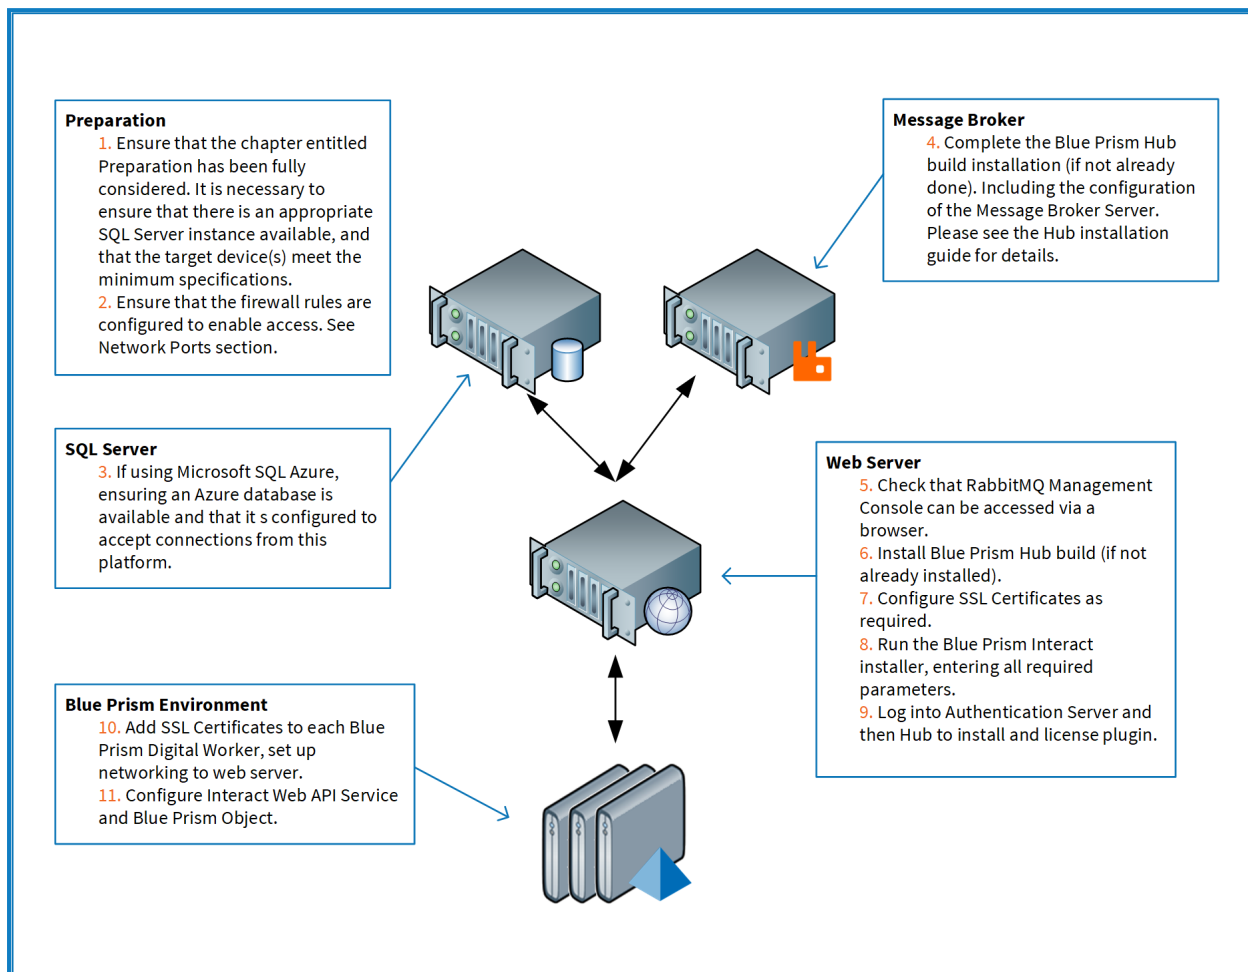 Preparation
1. Ensure that the chapter entitled
Preparation has been fully
considered. It is necessary to
ensure that there is an appropriate
SQL Server instance available, and
that the target device(s) meet the
minimum specifications.
2. Ensure that the firewall rules are
configured to enable access. See
Network Ports section.
SQL Server
3. If using Microsoft SQL Azure,
ensuring an Azure database is
available and that it s configured to
accept connections from this
platform.
Message Broker
4. Complete the Blue Prism Hub
build installation (if not already
done). Including the configuration
of the Message Broker Server.
Please see the Hub installation
guide for details.
Web Server
5. Check that RabbitMQ Management
Console can be accessed via a
browser.
6. Install Blue Prism Hub build (if not
already installed).
7. Configure SSL Certificates as
required.
8. Run the Blue Prism Interact
installer, entering all required
parameters.
9. Log into Authentication Server and
then Hub to install and license plugin.
Blue Prism Environment
10. Add SSL Certificates to each Blue
Prism Digital Worker, set up
networking to web server.
11. Configure Interact Web API Service
and Blue Prism Object.